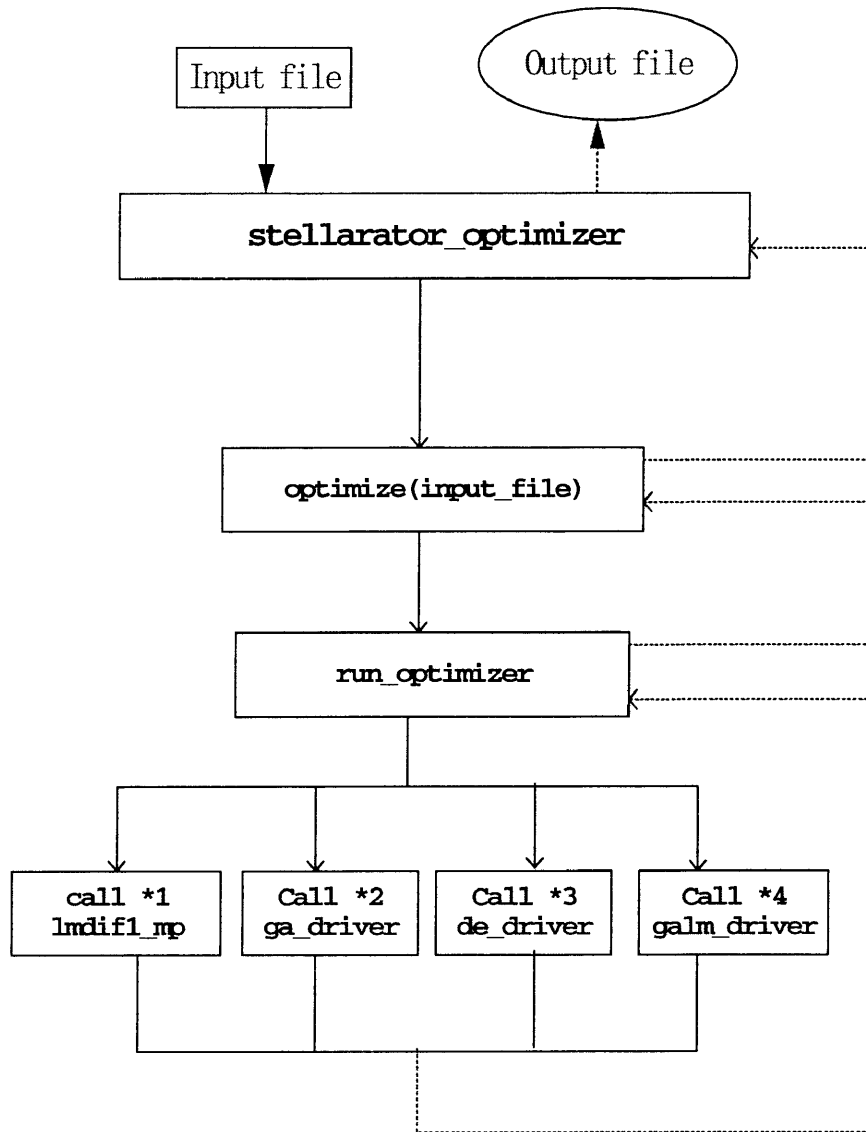 Input file
Output file
stellarator_optimizer
optimize(input_file)
run_optimizer
call *1
lmdif1_mp
Call *2
ga_driver
Call *3
de_driver
Call *4
galm_driver